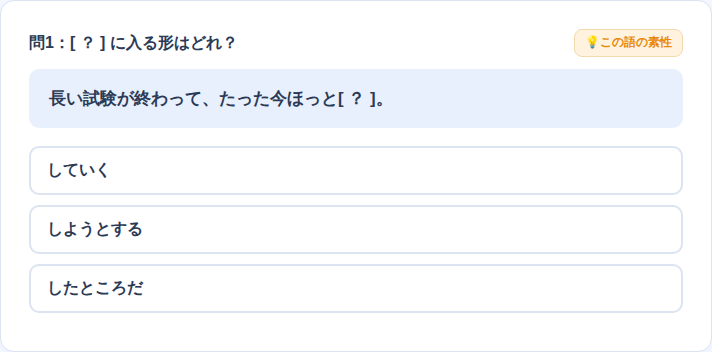 問1：[ ？ ] に入る形はどれ？
💡この語の素性
長い試験が終わって、たった今ほっと[ ？ ]。
していく
しようとする
したところだ